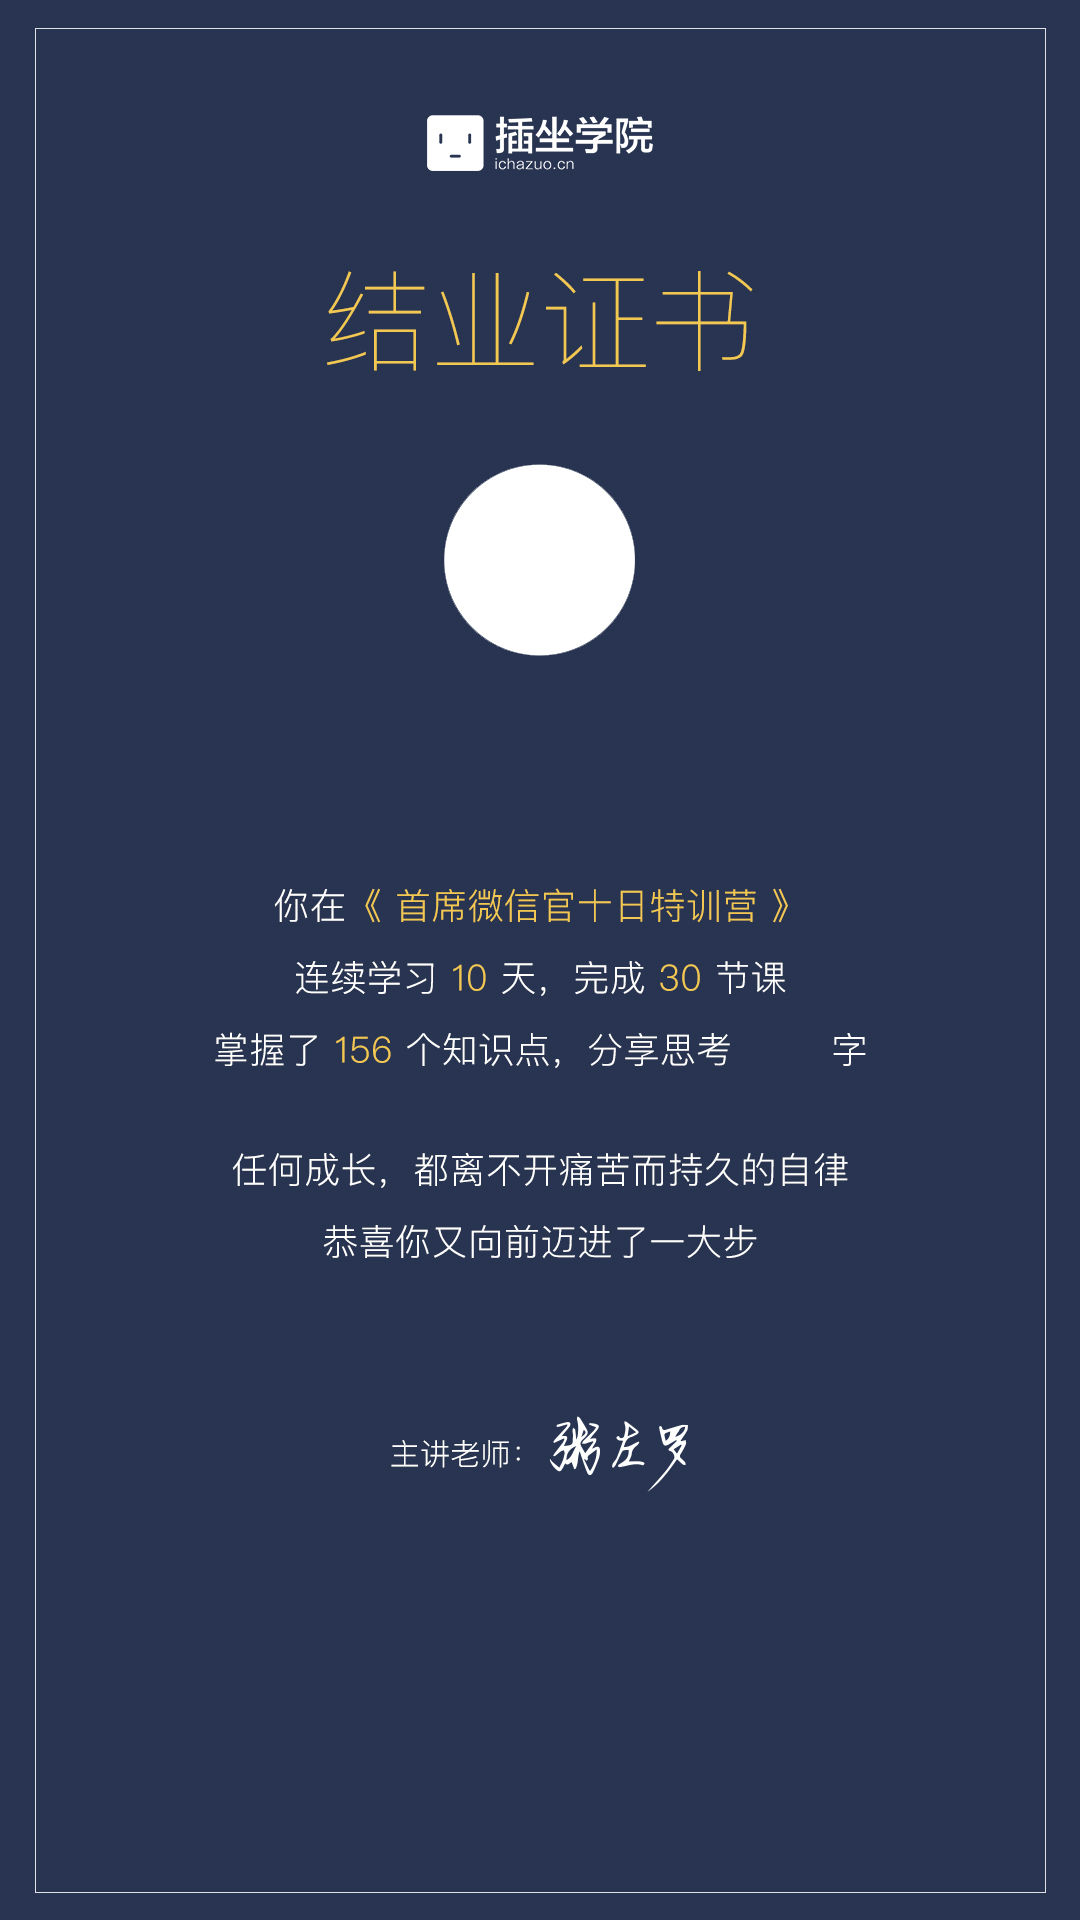 插坐学院
ichazuo.cn
结业证书
你在《 首席微信官十日特训营 》
连续学习 10 天，完成 30 节课
掌握了 156 个知识点，分享思考 字
任何成长，都离不开痛苦而持久的自律
恭喜你又向前迈进了一大步
主讲老师：粥左罗